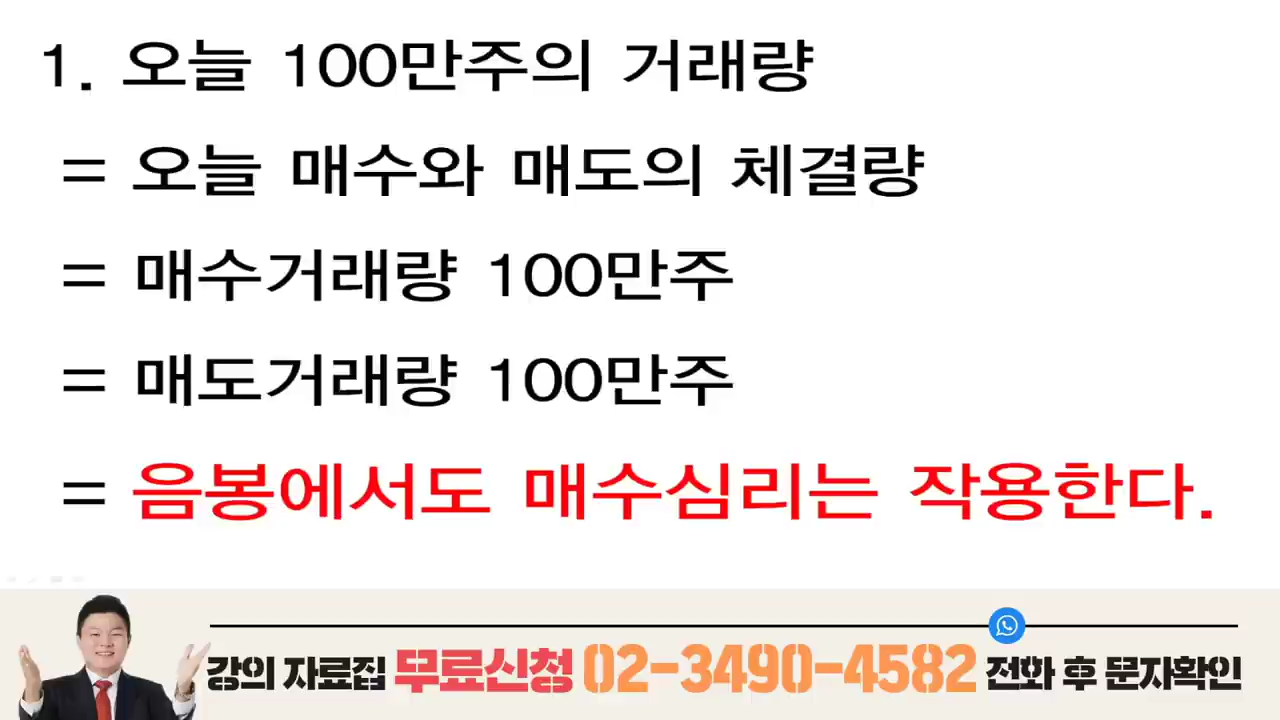 1. 오늘 100만주의 거래량
= 오늘 매수와 매도의 체결량
= 매수거래량 100만주
= 매도거래량 100만주
= 음봉에서도 매수심리는 작용한다.
강의 자료집 무료신청 02-3490-4582 전화 후 문자확인